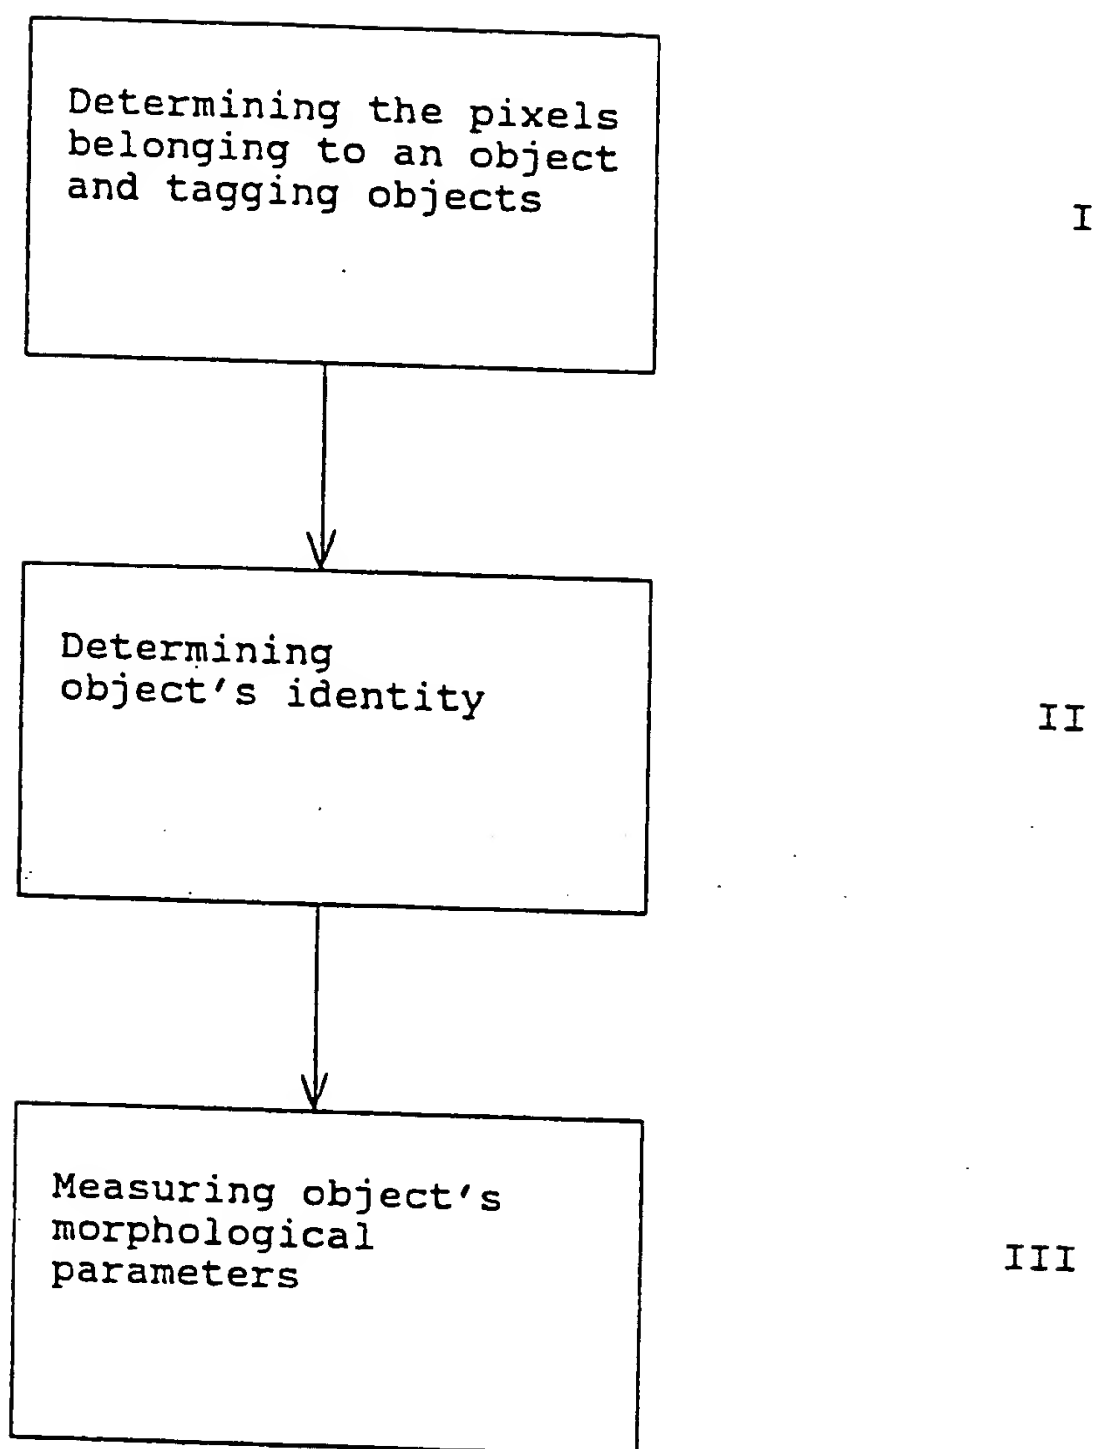 Determining the pixels
belonging to an object
and tagging objects
I
Determining
object's identity
II
Measuring object's
morphological
parameters
III